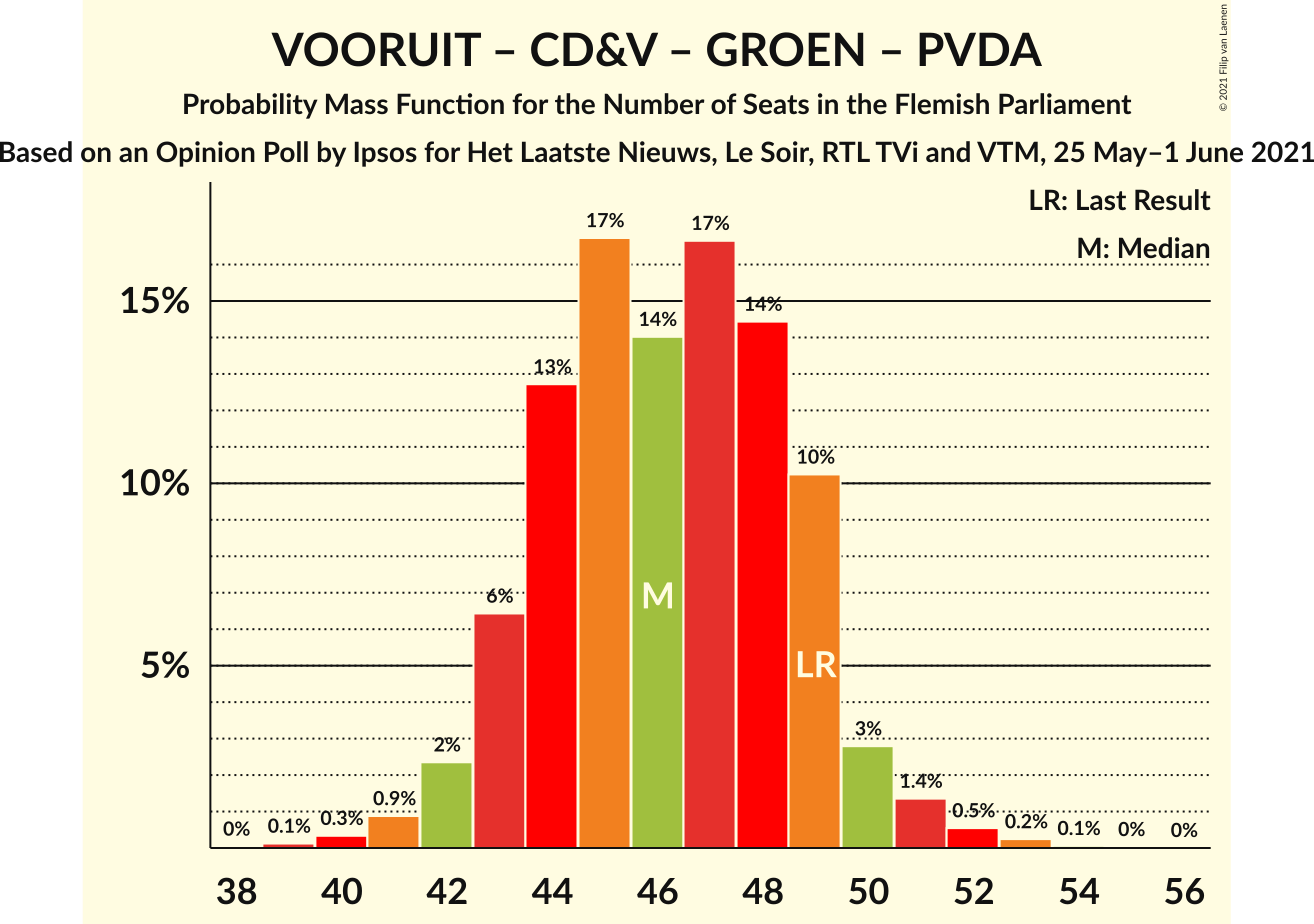 VOORUIT – CD&V – GROEN – PVDA
Probability Mass Function for the Number of Seats in the Flemish Parliament
Based on an Opinion Poll by Ipsos for Het Laatste Nieuws, Le Soir, RTL TVi and VTM, 25 May–1 June 2021
© 2021 Filip van Laenen
LR: Last Result
M: Median
17% 17%
15% 14% 14%
13%
10% 10%
6% M
5% LR
2% 3%
0% 0.1% 0.3% 0.9% 1.4% 0.5% 0.2% 0.1% 0% 0%
38 40 42 44 46 48 50 52 54 56